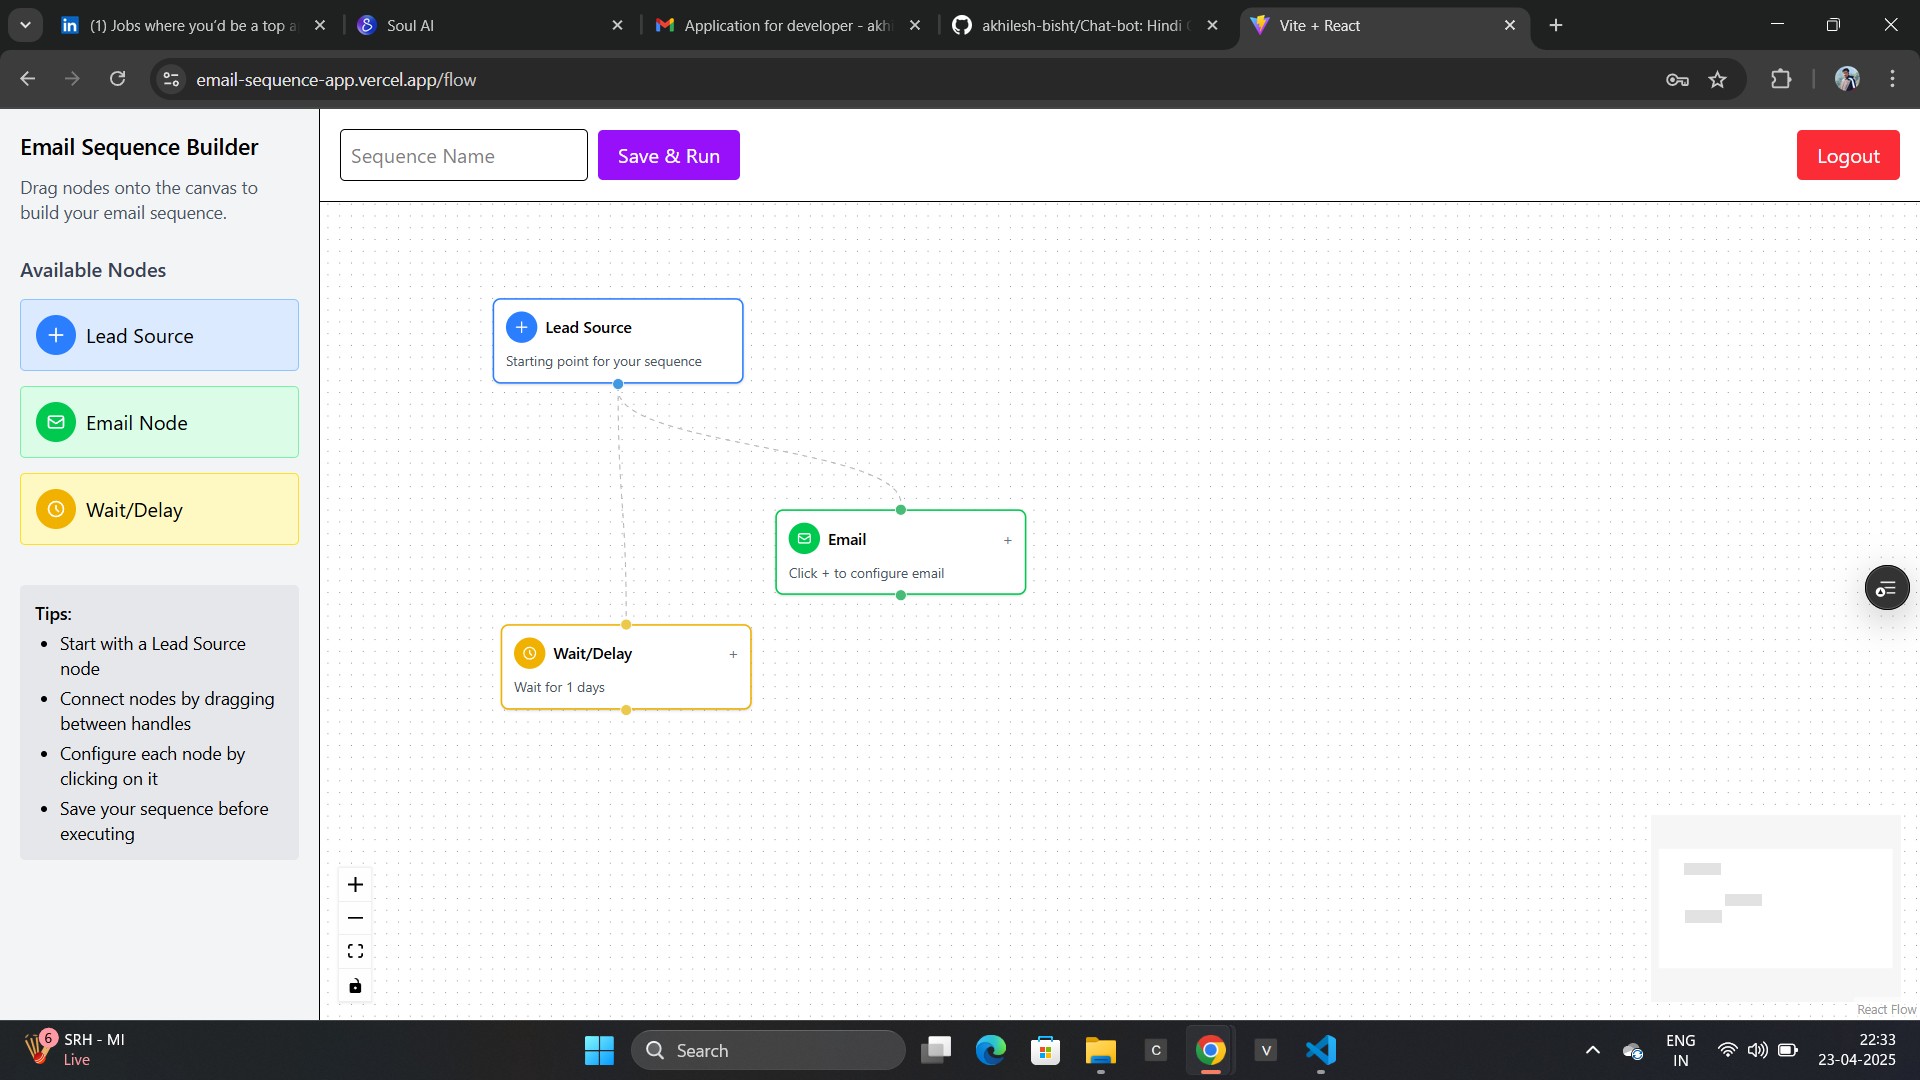 (1) Jobs where you’d be a top a
Soul AI
Application for developer - akhi
akhilesh-bisht/Chat-bot: Hindi C
Vite + React
email-sequence-app.vercel.app/flow
Email Sequence Builder
Drag nodes onto the canvas to
build your email sequence.
Available Nodes
Lead Source
Email Node
Wait/Delay
Tips:
• Start with a Lead Source
node
• Connect nodes by dragging
between handles
• Configure each node by
clicking on it
• Save your sequence before
executing
Sequence Name
Save & Run
Logout
Lead Source
Starting point for your sequence
Email +
Click + to configure email
Wait/Delay +
Wait for 1 days
React Flow
6
SRH - MI
Live
Search
C
V
ENG
IN
22:33
23-04-2025